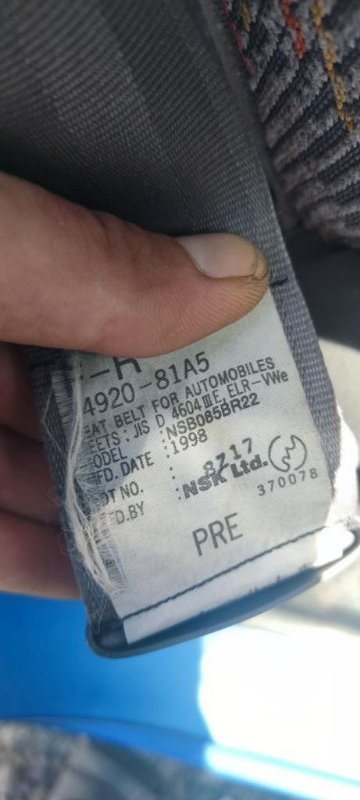 -R
4920-81A5
EAT BELT FOR AUTOMOBILES
EETS : JIS D 4604 III E, ELR-VWe
ODEL : NSB085BR22
FD. DATE : 1998
OT NO. : 8717
FD.BY : NSK Ltd.
370078
PRE